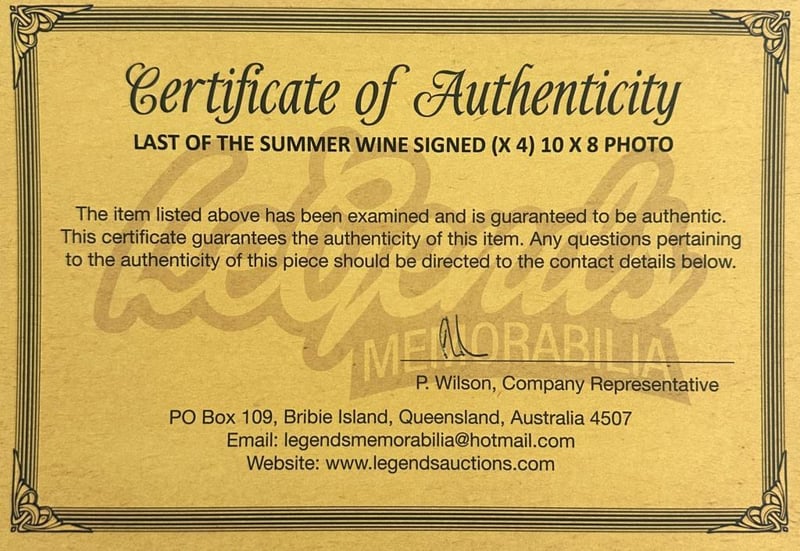 Certificate of Authenticity
LAST OF THE SUMMER WINE SIGNED (X 4) 10 X 8 PHOTO
Legends
MEMORABILIA
The item listed above has been examined and is guaranteed to be authentic.
This certificate guarantees the authenticity of this item. Any questions pertaining
to the authenticity of this piece should be directed to the contact details below.
P. Wilson, Company Representative
PO Box 109, Bribie Island, Queensland, Australia 4507
Email: legendsmemorabilia@hotmail.com
Website: www.legendsauctions.com